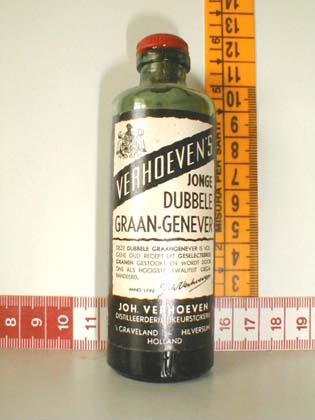 VERHOEVEN'S
JONGE
DUBBELE
GRAAN-GENEVER
DEZE DUBBELE GRAANGENEVER IS VOL
GENS OUD RECEPT UIT GESELECTEERDE
GRANEN GESTOOKT EN WORDT DOOR
ONS ALS HOOGSTE KWALITEIT GEGA
RANDEERD.
ANNO 1792 Joh. Verhoeven
JOH. VERHOEVEN
DISTILLEERDERIJ LIKEURSTOKERIJ
'S GRAVELAND HILVERSUM
HOLLAND
MISURA PER SARTI
14
13
12
11
10
9
8
7
6
5
4
3
2
8 9 10 11 16 17 18 19